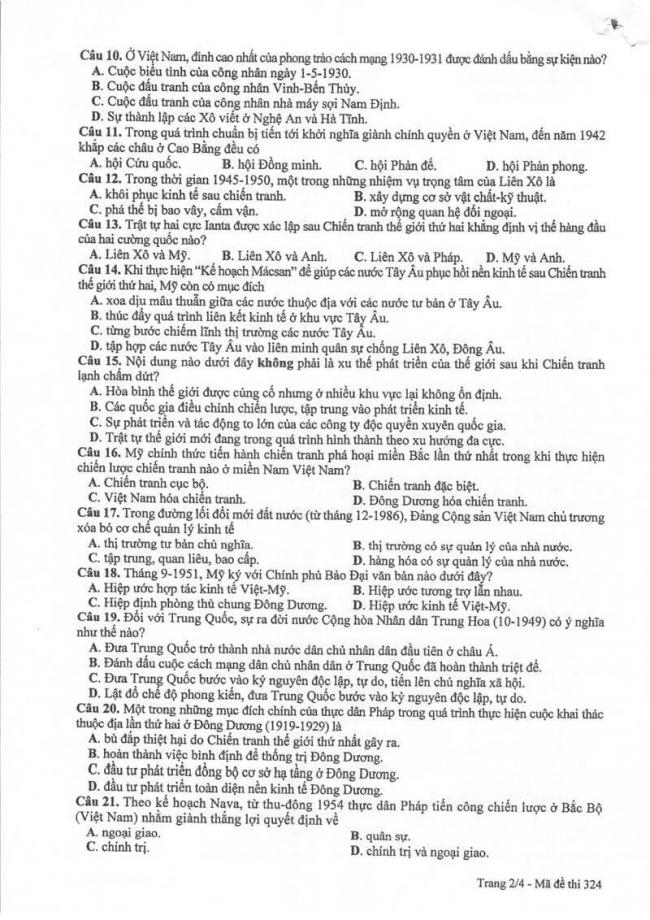 Câu 10. Ở Việt Nam, đỉnh cao nhất của phong trào cách mạng 1930-1931 được đánh dấu bằng sự kiện nào?
A. Cuộc biểu tình của công nhân ngày 1-5-1930.
B. Cuộc đấu tranh của công nhân Vinh-Bến Thủy.
C. Cuộc đấu tranh của công nhân nhà máy sợi Nam Định.
D. Sự thành lập các Xô viết ở Nghệ An và Hà Tĩnh.
Câu 11. Trong quá trình chuẩn bị tiến tới khởi nghĩa giành chính quyền ở Việt Nam, đến năm 1942
khắp các châu ở Cao Bằng đều có
A. hội Cứu quốc. B. hội Đồng minh. C. hội Phản đế. D. hội Phản phong.
Câu 12. Trong thời gian 1945-1950, một trong những nhiệm vụ trọng tâm của Liên Xô là
A. khôi phục kinh tế sau chiến tranh. B. xây dựng cơ sở vật chất-kỹ thuật.
C. phá thế bị bao vây, cấm vận. D. mở rộng quan hệ đối ngoại.
Câu 13. Trật tự hai cực Ianta được xác lập sau Chiến tranh thế giới thứ hai khẳng định vị thế hàng đầu
của hai cường quốc nào?
A. Liên Xô và Mỹ. B. Liên Xô và Anh. C. Liên Xô và Pháp. D. Mỹ và Anh.
Câu 14. Khi thực hiện “Kế hoạch Mácsan” để giúp các nước Tây Âu phục hồi nền kinh tế sau Chiến tranh
thế giới thứ hai, Mỹ còn có mục đích
A. xoa dịu mâu thuẫn giữa các nước thuộc địa với các nước tư bản ở Tây Âu.
B. thúc đẩy quá trình liên kết kinh tế ở khu vực Tây Âu.
C. từng bước chiếm lĩnh thị trường các nước Tây Âu.
D. tập hợp các nước Tây Âu vào liên minh quân sự chống Liên Xô, Đông Âu.
Câu 15. Nội dung nào dưới đây không phải là xu thế phát triển của thế giới sau khi Chiến tranh
lạnh chấm dứt?
A. Hòa bình thế giới được củng cố nhưng ở nhiều khu vực lại không ổn định.
B. Các quốc gia điều chỉnh chiến lược, tập trung vào phát triển kinh tế.
C. Sự phát triển và tác động to lớn của các công ty độc quyền xuyên quốc gia.
D. Trật tự thế giới mới đang trong quá trình hình thành theo xu hướng đa cực.
Câu 16. Mỹ chính thức tiến hành chiến tranh phá hoại miền Bắc lần thứ nhất trong khi thực hiện
chiến lược chiến tranh nào ở miền Nam Việt Nam?
A. Chiến tranh cục bộ. B. Chiến tranh đặc biệt.
C. Việt Nam hóa chiến tranh. D. Đông Dương hóa chiến tranh.
Câu 17. Trong đường lối đổi mới đất nước (từ tháng 12-1986), Đảng Cộng sản Việt Nam chủ trương
xóa bỏ cơ chế quản lý kinh tế
A. thị trường tư bản chủ nghĩa. B. thị trường có sự quản lý của nhà nước.
C. tập trung, quan liêu, bao cấp. D. hàng hóa có sự quản lý của nhà nước.
Câu 18. Tháng 9-1951, Mỹ ký với Chính phủ Bảo Đại văn bản nào dưới đây?
A. Hiệp ước hợp tác kinh tế Việt-Mỹ. B. Hiệp ước tương trợ lẫn nhau.
C. Hiệp định phòng thủ chung Đông Dương. D. Hiệp ước kinh tế Việt-Mỹ.
Câu 19. Đối với Trung Quốc, sự ra đời nước Cộng hòa Nhân dân Trung Hoa (10-1949) có ý nghĩa
như thế nào?
A. Đưa Trung Quốc trở thành nhà nước dân chủ nhân dân đầu tiên ở châu Á.
B. Đánh dấu cuộc cách mạng dân chủ nhân dân ở Trung Quốc đã hoàn thành triệt để.
C. Đưa Trung Quốc bước vào kỷ nguyên độc lập, tự do, tiến lên chủ nghĩa xã hội.
D. Lật đổ chế độ phong kiến, đưa Trung Quốc bước vào kỷ nguyên độc lập, tự do.
Câu 20. Một trong những mục đích chính của thực dân Pháp trong quá trình thực hiện cuộc khai thác
thuộc địa lần thứ hai ở Đông Dương (1919-1929) là
A. bù đắp thiệt hại do Chiến tranh thế giới thứ nhất gây ra.
B. hoàn thành việc bình định để thống trị Đông Dương.
C. đầu tư phát triển đồng bộ cơ sở hạ tầng ở Đông Dương.
D. đầu tư phát triển toàn diện nền kinh tế Đông Dương.
Câu 21. Theo kế hoạch Nava, từ thu-đông 1954 thực dân Pháp tiến công chiến lược ở Bắc Bộ
(Việt Nam) nhằm giành thắng lợi quyết định về
A. ngoại giao. B. quân sự.
C. chính trị. D. chính trị và ngoại giao.
Trang 2/4 - Mã đề thi 324